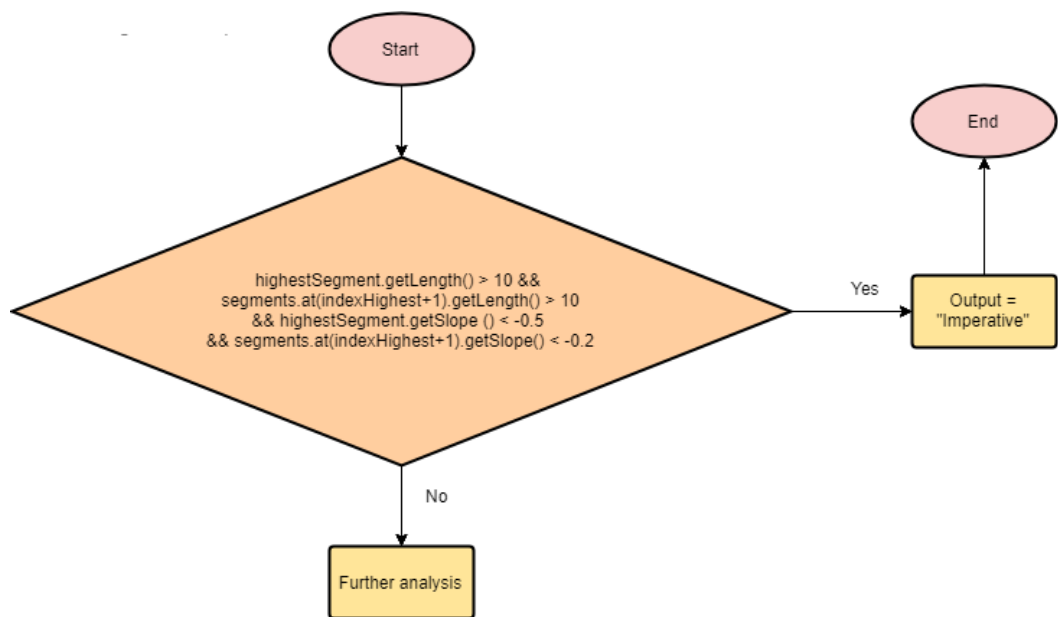 Start
End
highestSegment.getLength() > 10 &&
segments.at(indexHighest+1).getLength() > 10
&& highestSegment.getSlope () < -0.5
&& segments.at(indexHighest+1).getSlope() < -0.2
Yes
Output =
"Imperative"
No
Further analysis